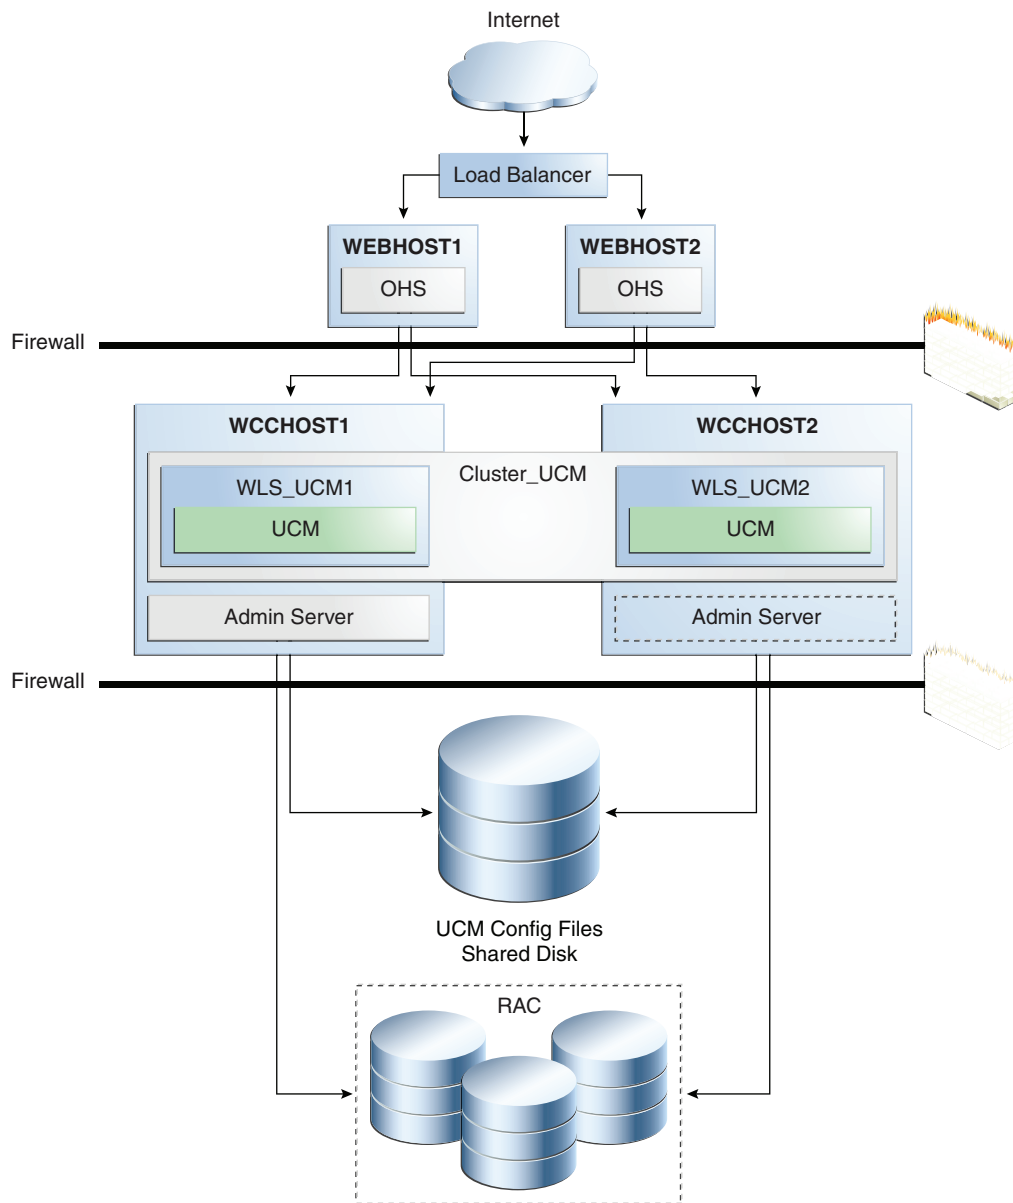 Internet
Load Balancer
WEBHOST1
WEBHOST2
OHS
OHS
Firewall
WCCHOST1
WCCHOST2
Cluster_UCM
WLS_UCM1
WLS_UCM2
UCM
UCM
Admin Server
Admin Server
Firewall
UCM Config Files
Shared Disk
RAC